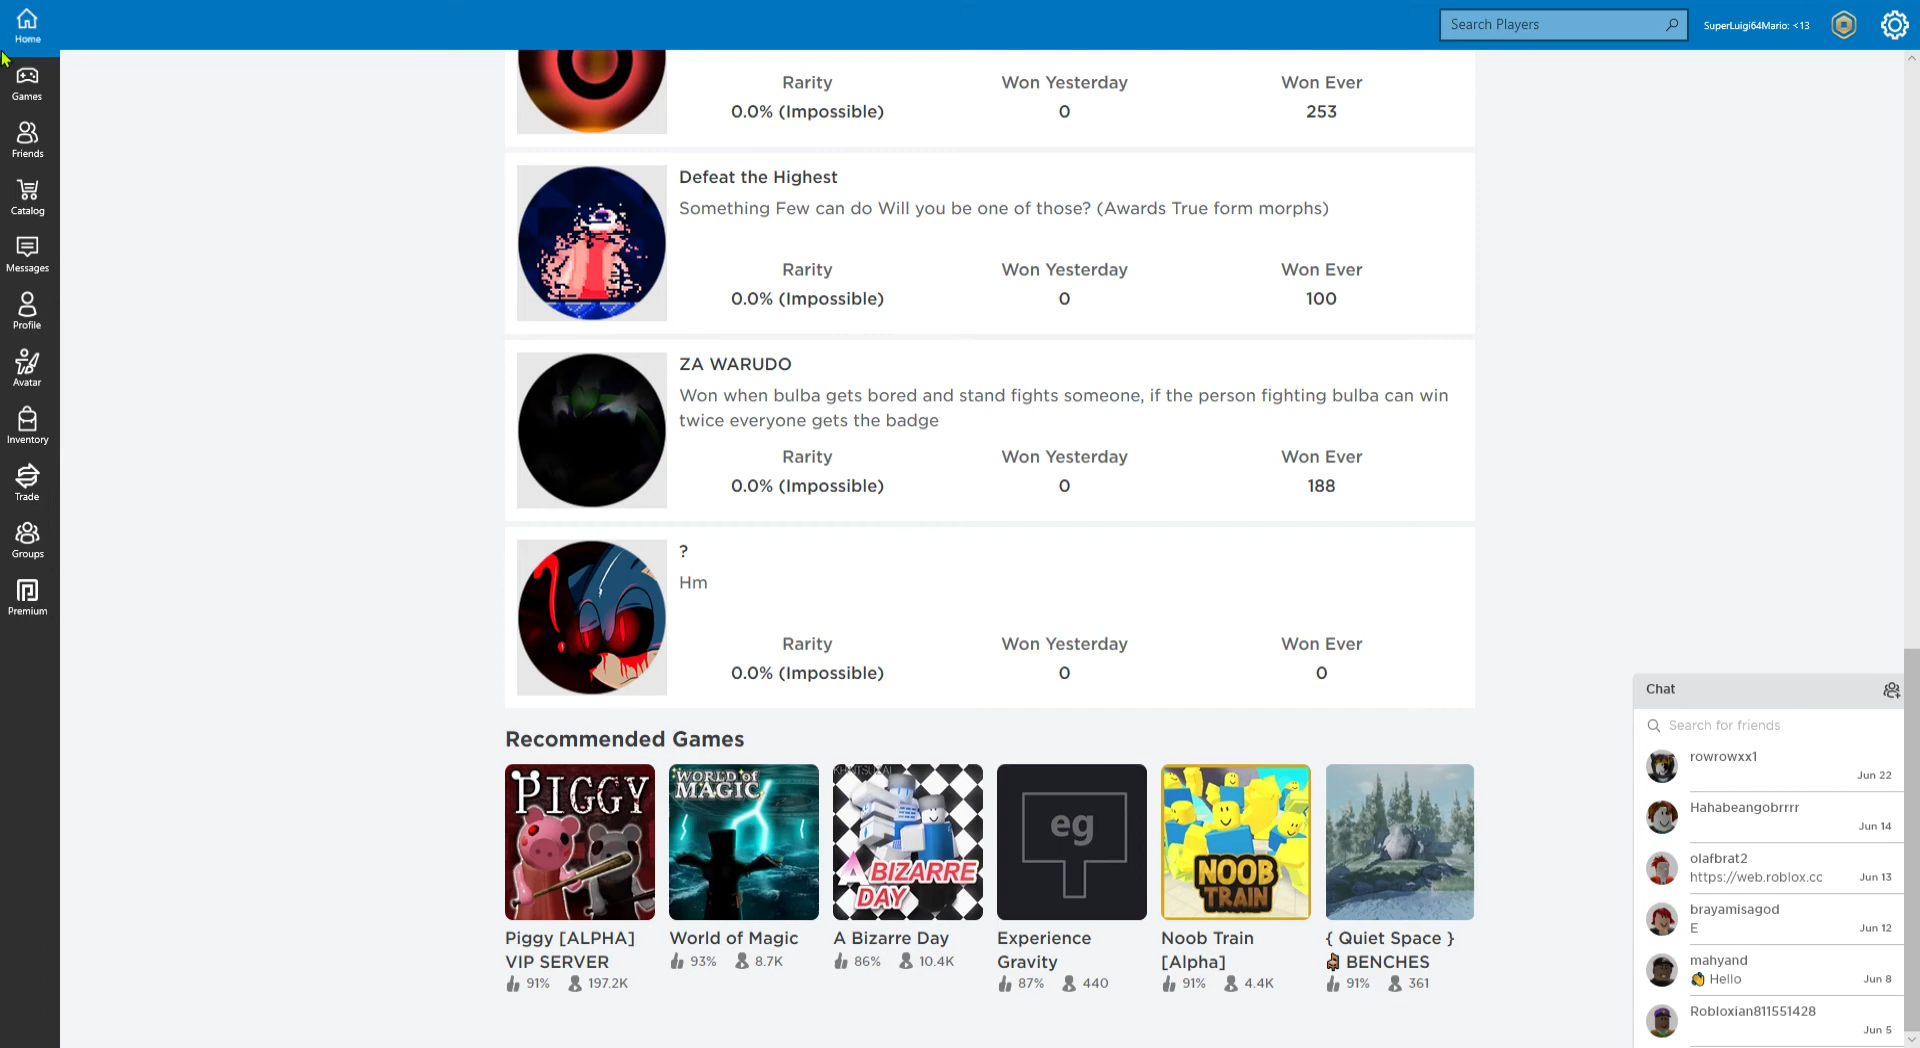 Home
Search Players
SuperLuigi64Mario: <13
Games
Friends
Catalog
Messages
Profile
Avatar
Inventory
Trade
Groups
Premium
Rarity Won Yesterday Won Ever
0.0% (Impossible) 0 253
Defeat the Highest
Something Few can do Will you be one of those? (Awards True form morphs)
Rarity Won Yesterday Won Ever
0.0% (Impossible) 0 100
ZA WARUDO
Won when bulba gets bored and stand fights someone, if the person fighting bulba can win
twice everyone gets the badge
Rarity Won Yesterday Won Ever
0.0% (Impossible) 0 188
?
Hm
Rarity Won Yesterday Won Ever
0.0% (Impossible) 0 0
Recommended Games
PIGGY
Piggy [ALPHA]
VIP SERVER
91% 197.2K
WORLD of
MAGIC
World of Magic
93% 8.7K
A BIZARRE
DAY
A Bizarre Day
86% 10.4K
eg
Experience
Gravity
87% 440
NOOB
TRAIN
Noob Train
[Alpha]
91% 4.4K
{ Quiet Space }
BENCHES
91% 361
Chat
Search for friends
rowrowxx1
Jun 22
Hahabeangobrrrr
Jun 14
olafbrat2
https://web.roblox.cc Jun 13
brayamisagod
E Jun 12
mahyand
👋 Hello Jun 8
Robloxian811551428
Jun 5